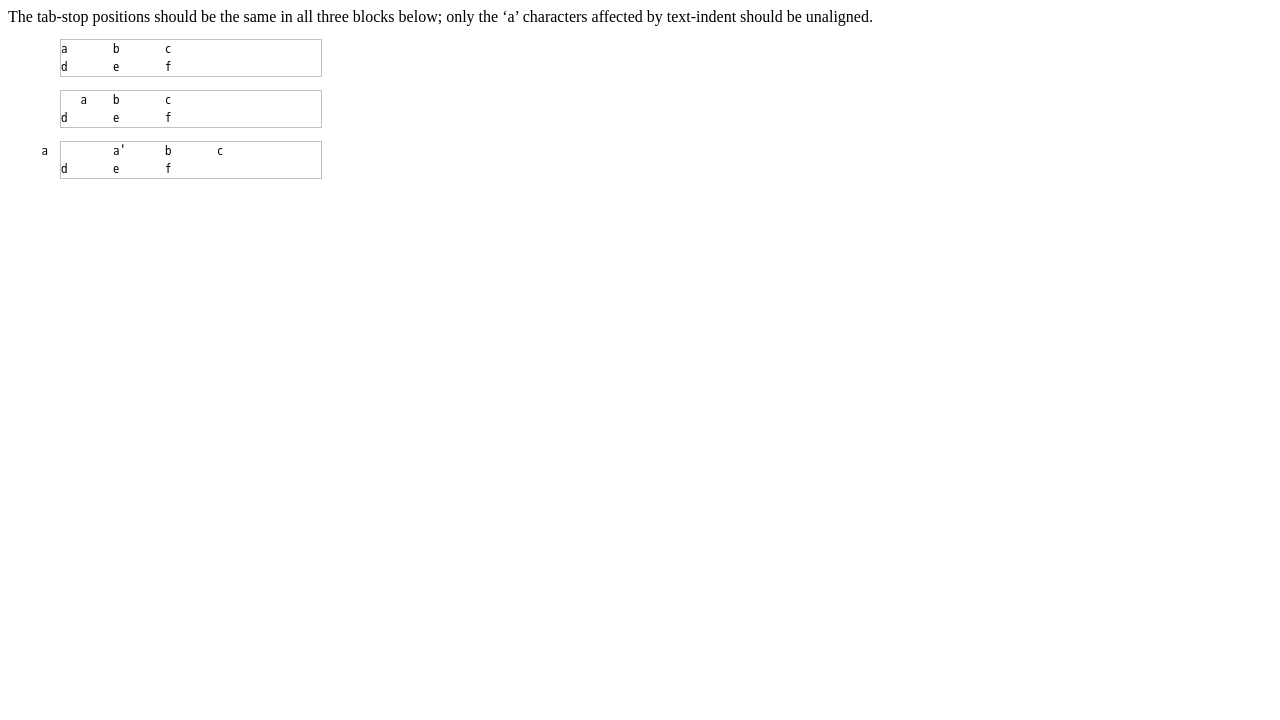 The tab-stop positions should be the same in all three blocks below; only the ‘a’ characters affected by text-indent should be unaligned.
a b c
d e f
a b c
d e f
a a' b c
d e f